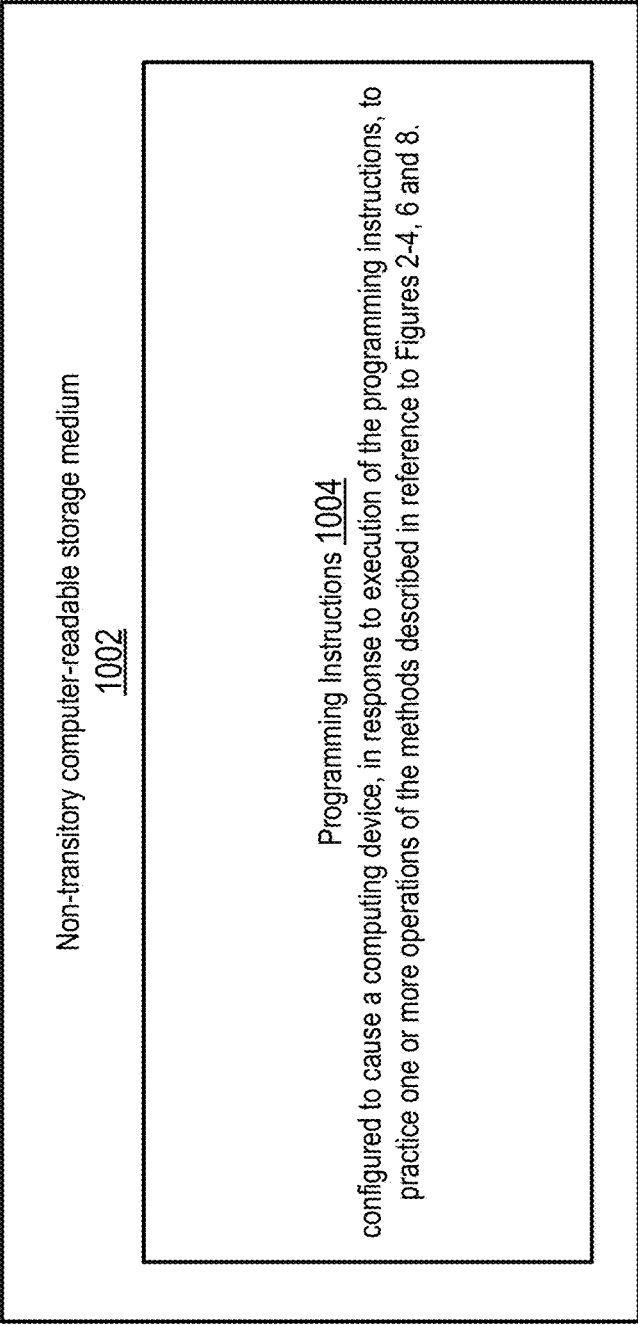 Non-transitory computer-readable storage medium
1002
Programming Instructions 1004
configured to cause a computing device, in response to execution of the programming instructions, to
practice one or more operations of the methods described in reference to Figures 2-4, 6 and 8.